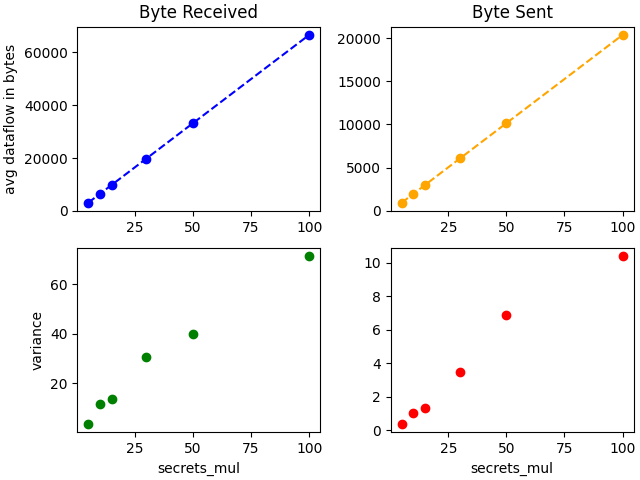 Byte Received
Byte Sent
avg dataflow in bytes
60000
40000
20000
0
25 50 75 100
20000
15000
10000
5000
0
25 50 75 100
variance
60
40
20
25 50 75 100
secrets_mul
10
8
6
4
2
0
25 50 75 100
secrets_mul